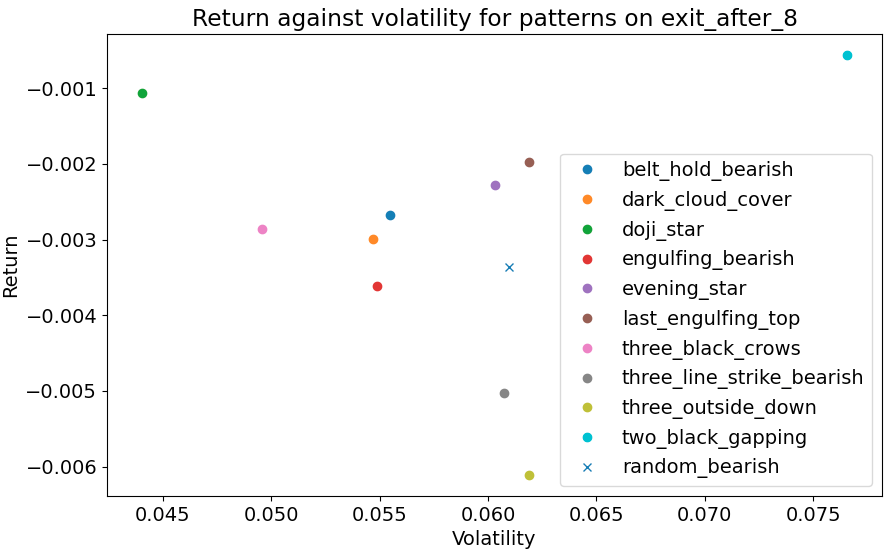 Return against volatility for patterns on exit_after_8
Return
−0.001
−0.002
−0.003
−0.004
−0.005
−0.006
belt_hold_bearish
dark_cloud_cover
doji_star
engulfing_bearish
evening_star
last_engulfing_top
three_black_crows
three_line_strike_bearish
three_outside_down
two_black_gapping
random_bearish
0.045 0.050 0.055 0.060 0.065 0.070 0.075
Volatility